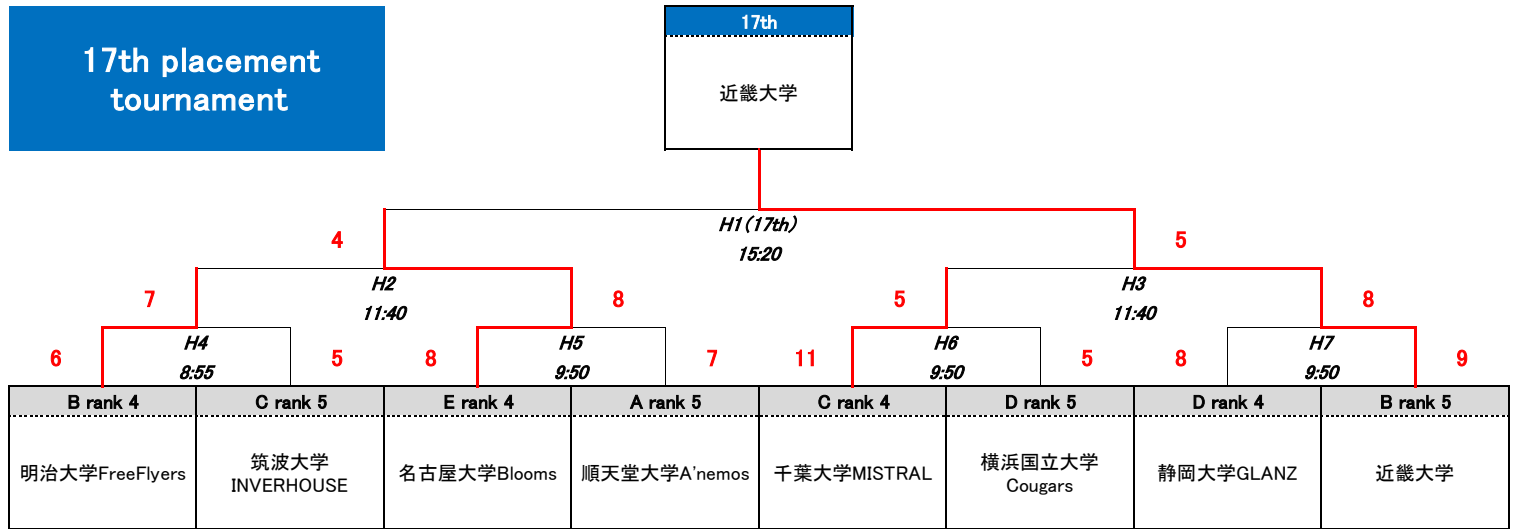 17th placement
tournament
17th
近畿大学
H1（17th）
15:20
4
5
H2
11:40
H3
11:40
7
8
5
8
H4
8:55
H5
9:50
H6
9:50
H7
9:50
6
5
8
7
11
5
8
9
B rank 4
C rank 5
E rank 4
A rank 5
C rank 4
D rank 5
D rank 4
B rank 5
明治大学FreeFlyers
筑波大学
INVERHOUSE
名古屋大学Blooms
順天堂大学A'nemos
千葉大学MISTRAL
横浜国立大学
Cougars
静岡大学GLANZ
近畿大学